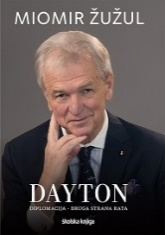 MIOMIR ŽUŽUL
DAYTON
DIPLOMACIJA - DRUGA STRANA RATA
školska knjiga